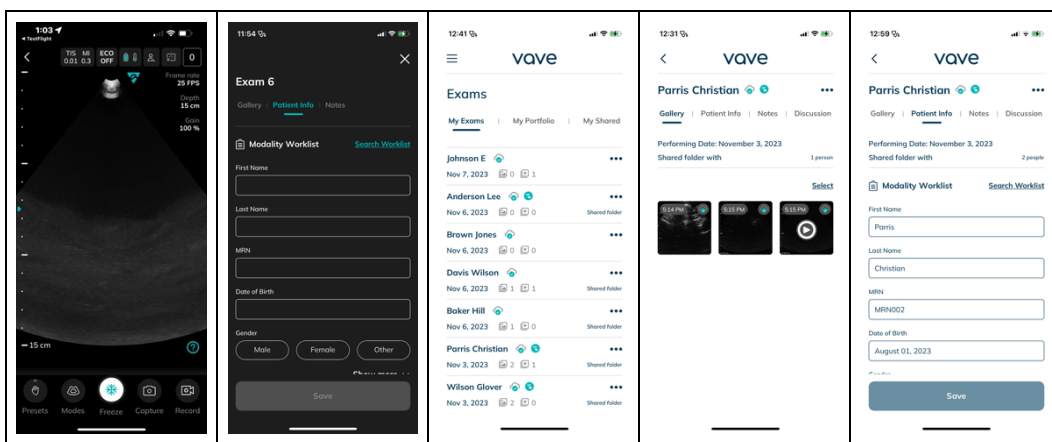 1:03
TestFlight
TIS MI ECO
0.01 0.3 OFF
0
Frame rate
25 FPS
Depth
15 cm
Gain
100 %
15 cm
Presets Modes Freeze Capture Record
11:54
Exam 6
Gallery | Patient Info | Notes
Modality Worklist Search Worklist
First Name
Last Name
MRN
Date of Birth
Gender
Male Female Other
Show more
Save
12:41
vave
Exams
My Exams | My Portfolio | My Shared
Johnson E
Nov 7, 2023 0 1
Anderson Lee
Nov 6, 2023 0 0 Shared folder
Brown Jones
Nov 6, 2023 0 0
Davis Wilson
Nov 6, 2023 1 1 Shared folder
Baker Hill
Nov 6, 2023 1 0 Shared folder
Parris Christian
Nov 3, 2023 2 1 Shared folder
Wilson Glover
Nov 3, 2023 2 0 Shared folder
12:31
vave
Parris Christian
Gallery | Patient Info | Notes | Discussion
Performing Date: November 3, 2023
Shared folder with 1 person
Select
5:14 PM 5:15 PM 5:15 PM
12:59
vave
Parris Christian
Gallery | Patient Info | Notes | Discussion
Performing Date: November 3, 2023
Shared folder with 2 people
Modality Worklist Search Worklist
First Name
Parris
Last Name
Christian
MRN
MRN002
Date of Birth
August 01, 2023
Gender
Save